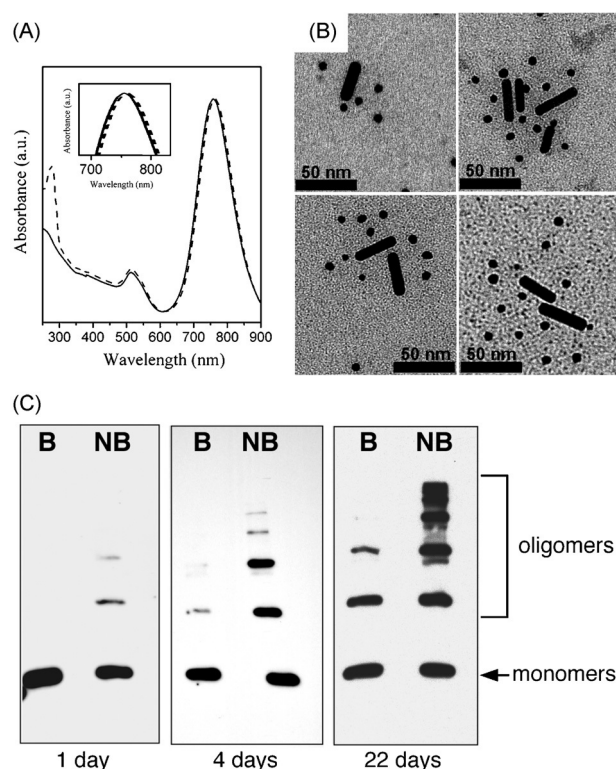 (A)
Absorbance (a.u.)
Absorbance (a.u.)
700 750 800
Wavelength (nm)
300 400 500 600 700 800 900
Wavelength (nm)
(B)
50 nm
50 nm
50 nm
50 nm
(C)
B NB
B NB
B NB
oligomers
monomers
1 day
4 days
22 days